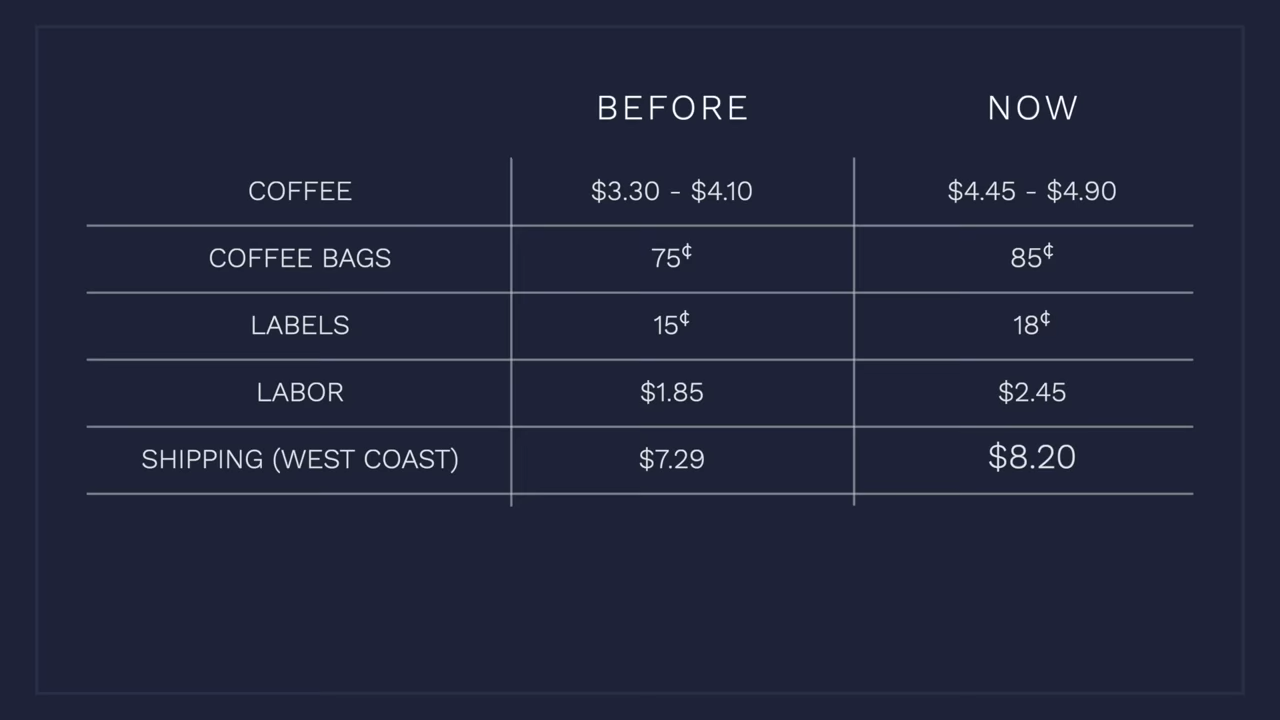 BEFORE NOW
COFFEE $3.30 - $4.10 $4.45 - $4.90
COFFEE BAGS 75¢ 85¢
LABELS 15¢ 18¢
LABOR $1.85 $2.45
SHIPPING (WEST COAST) $7.29 $8.20